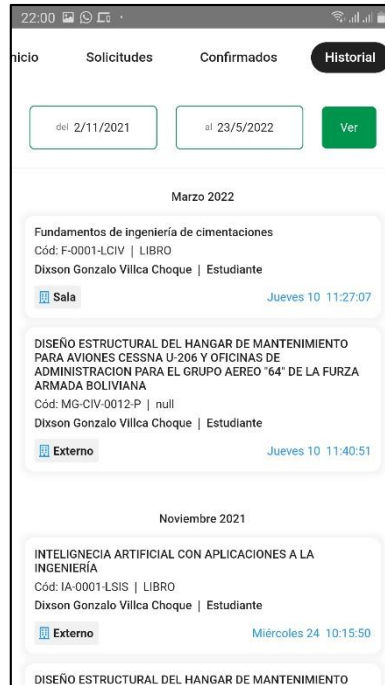 22:00
nicio Solicitudes Confirmados Historial
del 2/11/2021 al 23/5/2022 Ver
Marzo 2022
Fundamentos de ingeniería de cimentaciones
Cód: F-0001-LCIV | LIBRO
Dixson Gonzalo Villca Choque | Estudiante
Sala Jueves 10 11:27:07
DISEÑO ESTRUCTURAL DEL HANGAR DE MANTENIMIENTO
PARA AVIONES CESSNA U-206 Y OFICINAS DE
ADMINISTRACION PARA EL GRUPO AEREO "64" DE LA FURZA
ARMADA BOLIVIANA
Cód: MG-CIV-0012-P | null
Dixson Gonzalo Villca Choque | Estudiante
Externo Jueves 10 11:40:51
Noviembre 2021
INTELIGNECIA ARTIFICIAL CON APLICACIONES A LA
INGENIERÍA
Cód: IA-0001-LSIS | LIBRO
Dixson Gonzalo Villca Choque | Estudiante
Externo Miércoles 24 10:15:50
DISEÑO ESTRUCTURAL DEL HANGAR DE MANTENIMIENTO